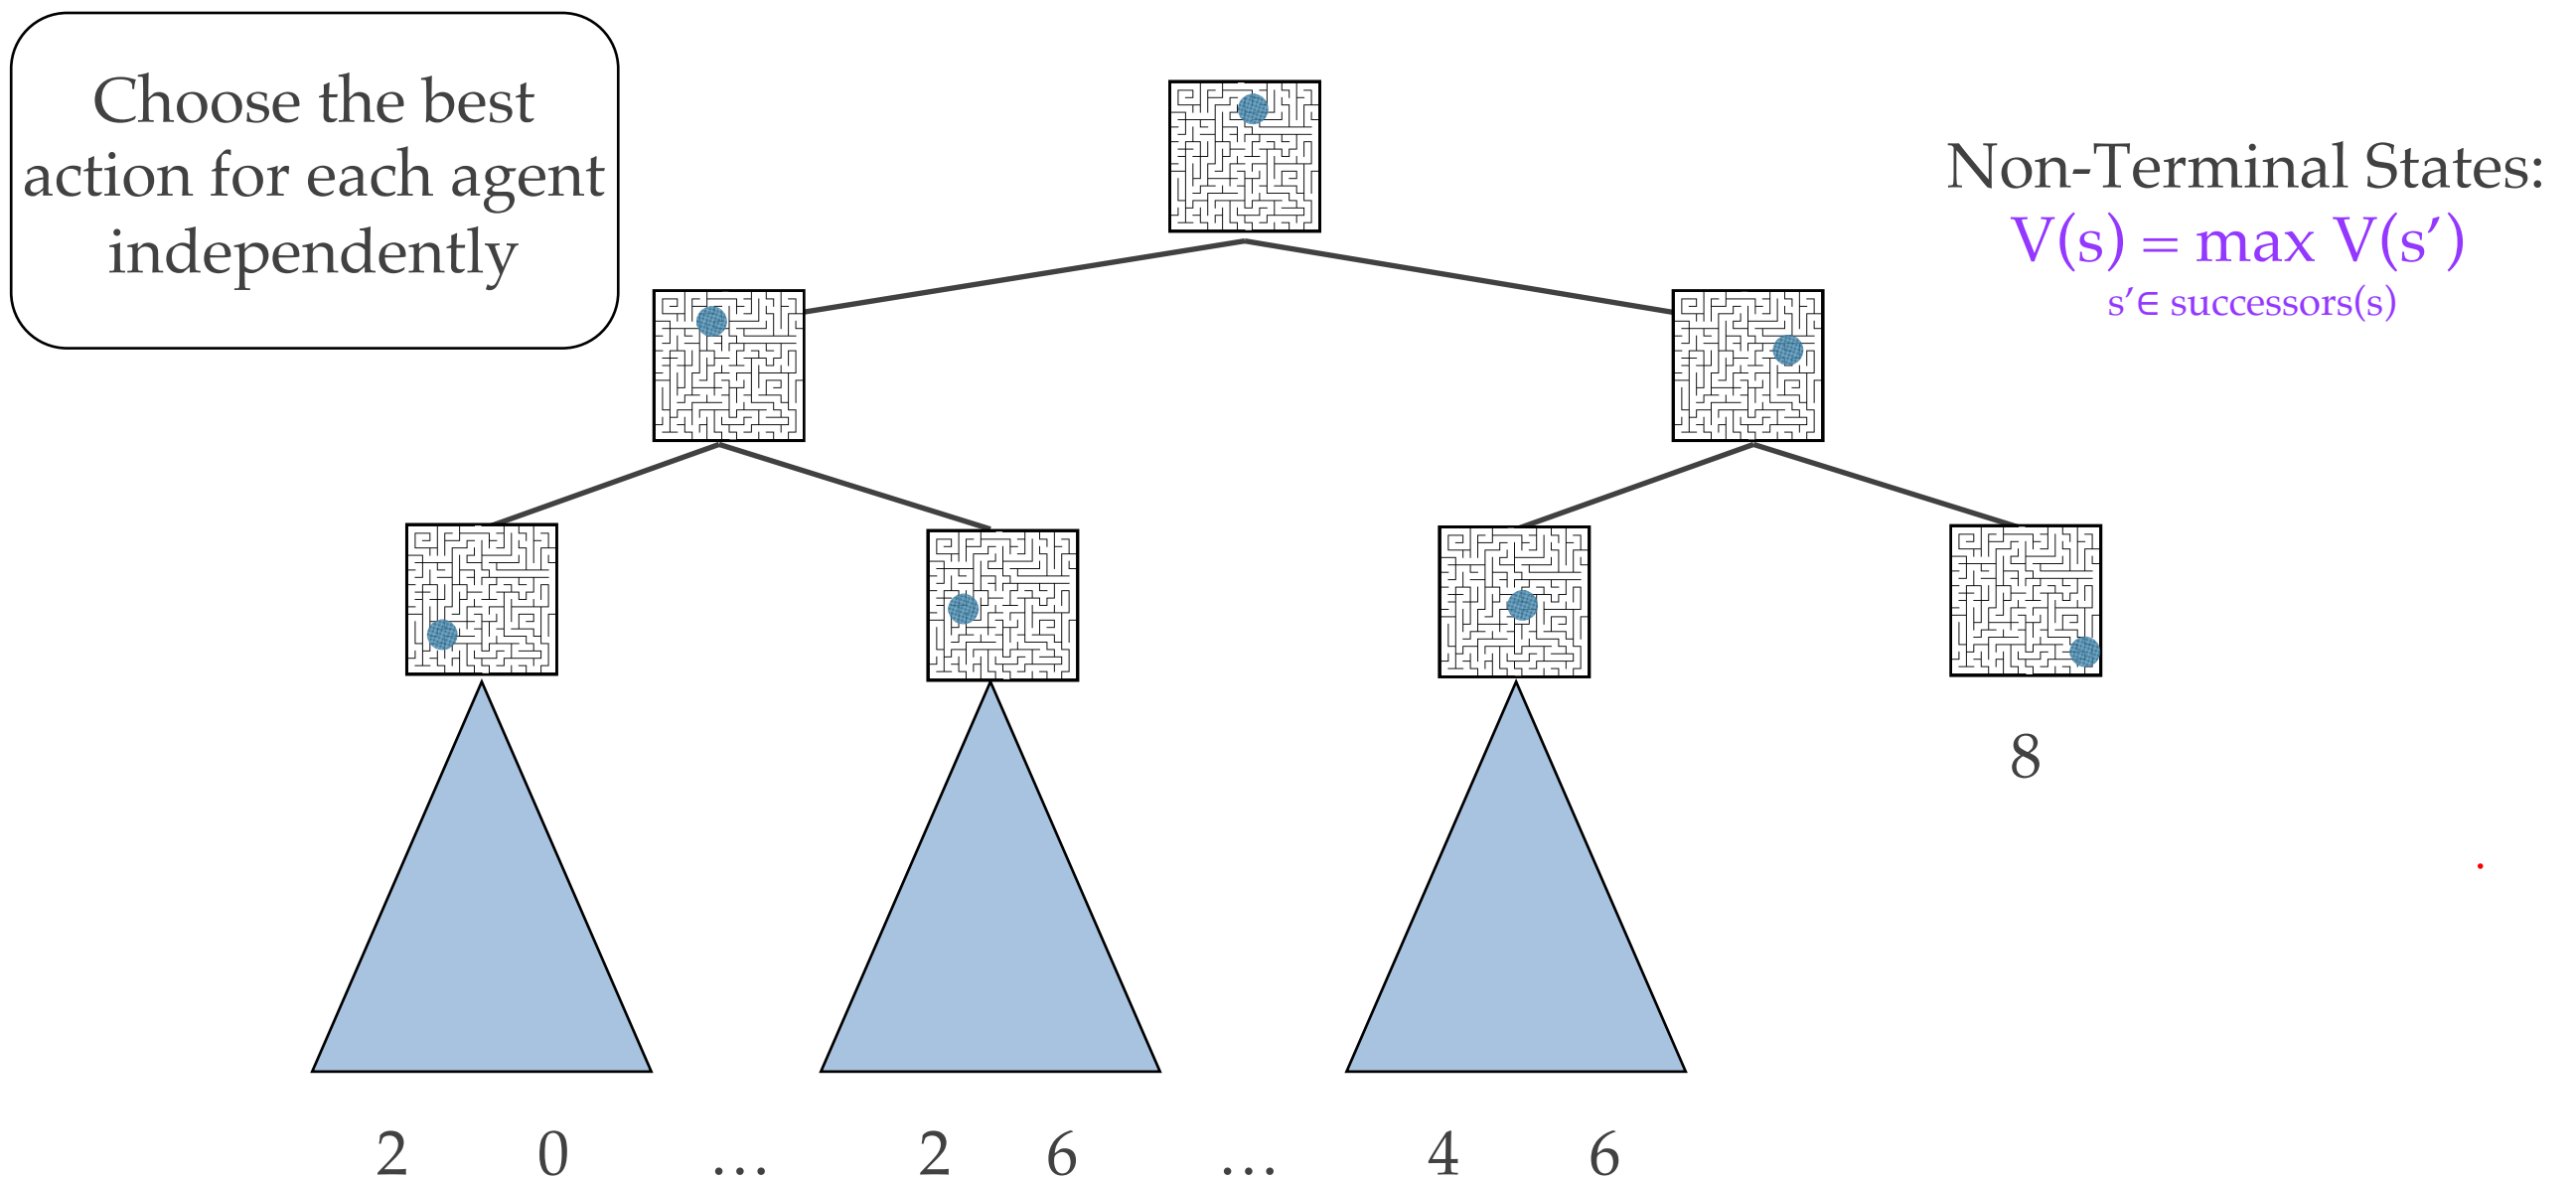 Choose the best
action for each agent
independently
Non-Terminal States:
V(s) = max V(s′)
s′∈ successors(s)
8
2 0 … 2 6 … 4 6